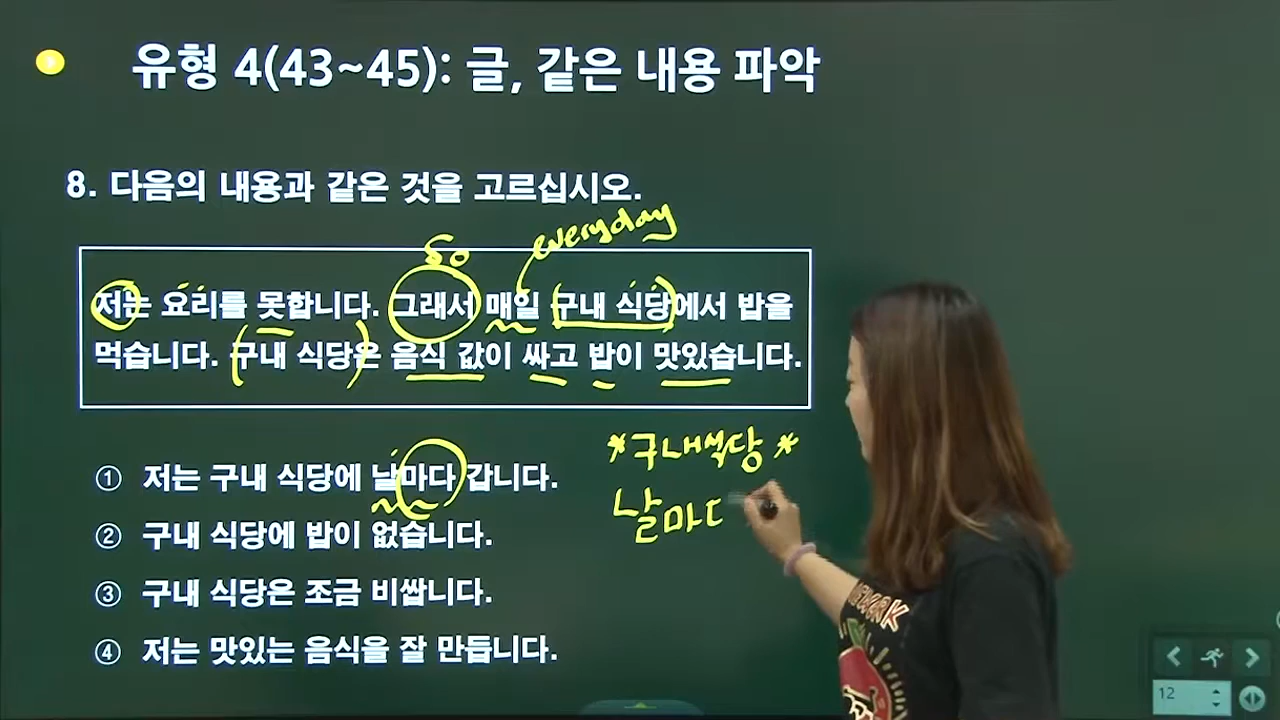 유형 4(43~45): 글, 같은 내용 파악
8. 다음의 내용과 같은 것을 고르십시오.
so everyday
저는 요리를 못합니다. 그래서 매일 구내 식당에서 밥을
먹습니다. 구내 식당은 음식 값이 싸고 밥이 맛있습니다.
*구내식당*
① 저는 구내 식당에 날마다 갑니다.
날마ㄷ
② 구내 식당에 밥이 없습니다.
③ 구내 식당은 조금 비쌉니다.
④ 저는 맛있는 음식을 잘 만듭니다.
12